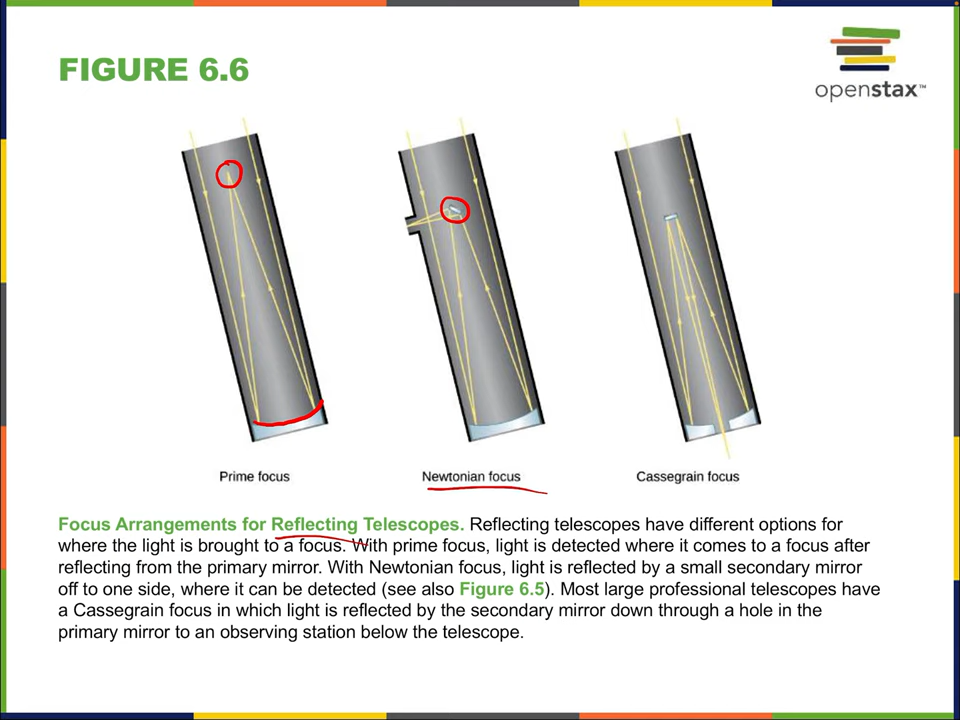 FIGURE 6.6
openstax™
Prime focus
Newtonian focus
Cassegrain focus
Focus Arrangements for Reflecting Telescopes. Reflecting telescopes have different options for
where the light is brought to a focus. With prime focus, light is detected where it comes to a focus after
reflecting from the primary mirror. With Newtonian focus, light is reflected by a small secondary mirror
off to one side, where it can be detected (see also Figure 6.5). Most large professional telescopes have
a Cassegrain focus in which light is reflected by the secondary mirror down through a hole in the
primary mirror to an observing station below the telescope.